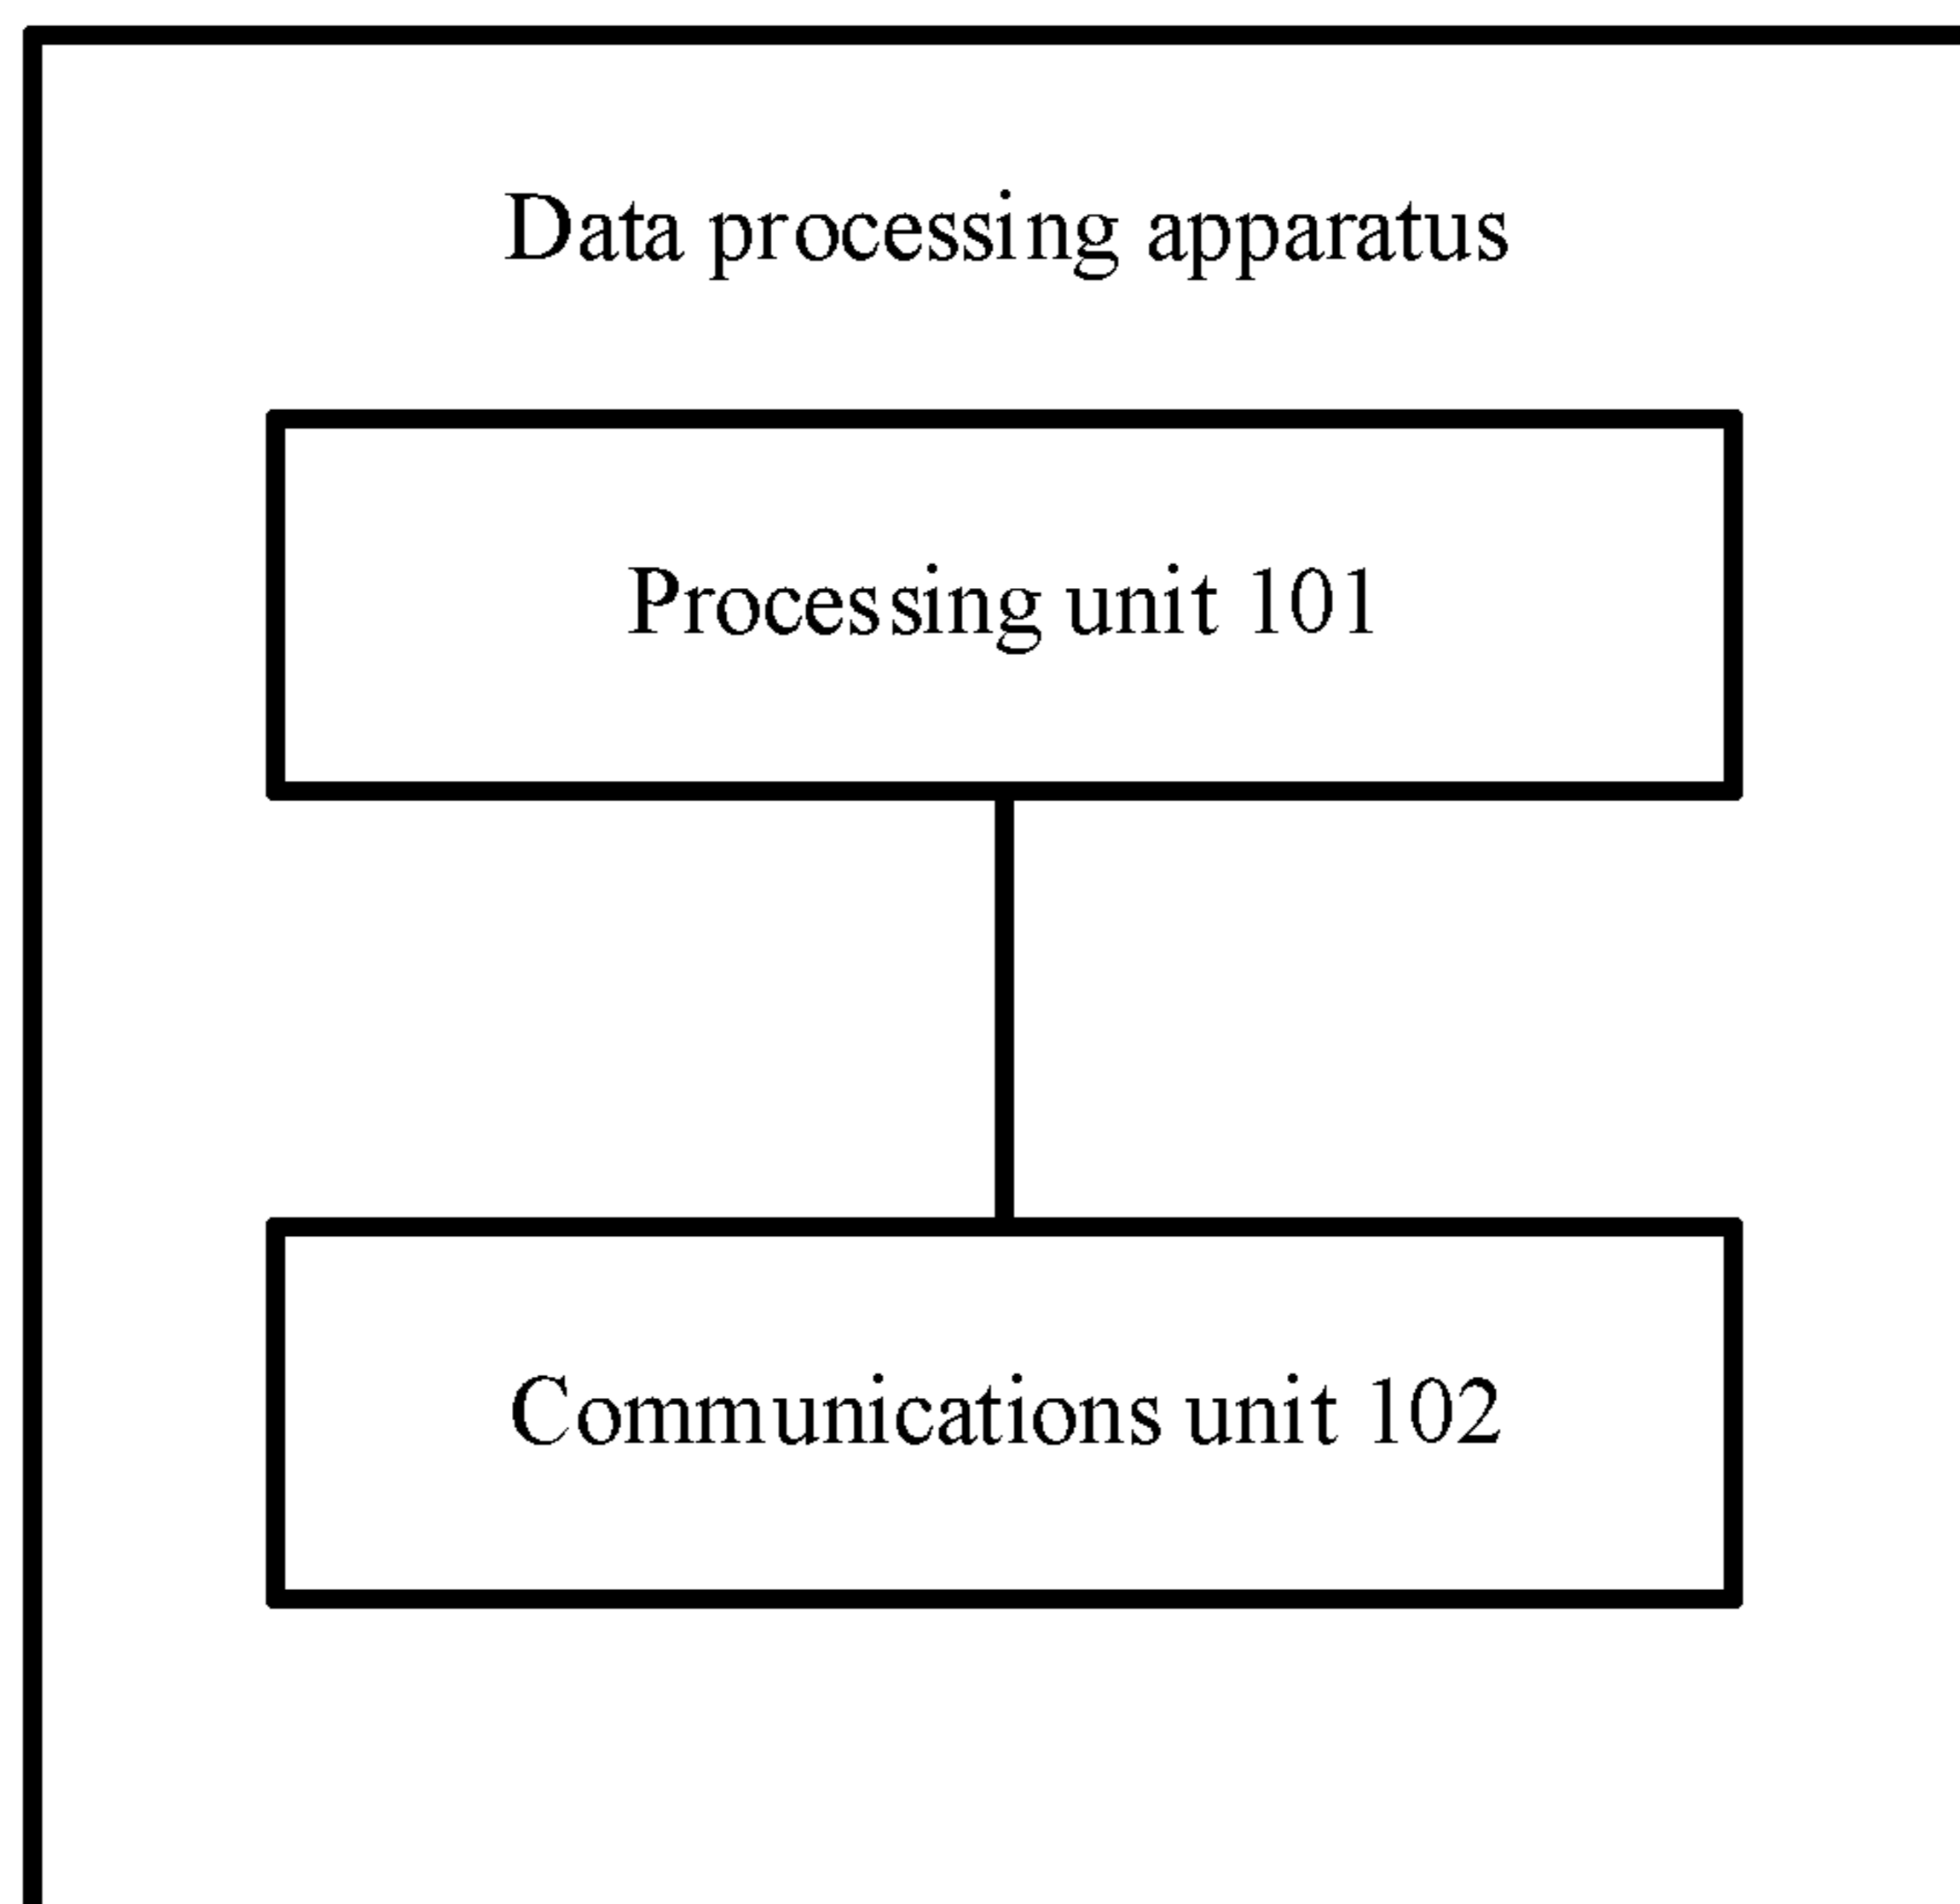 Data processing apparatus
Processing unit 101
Communications unit 102